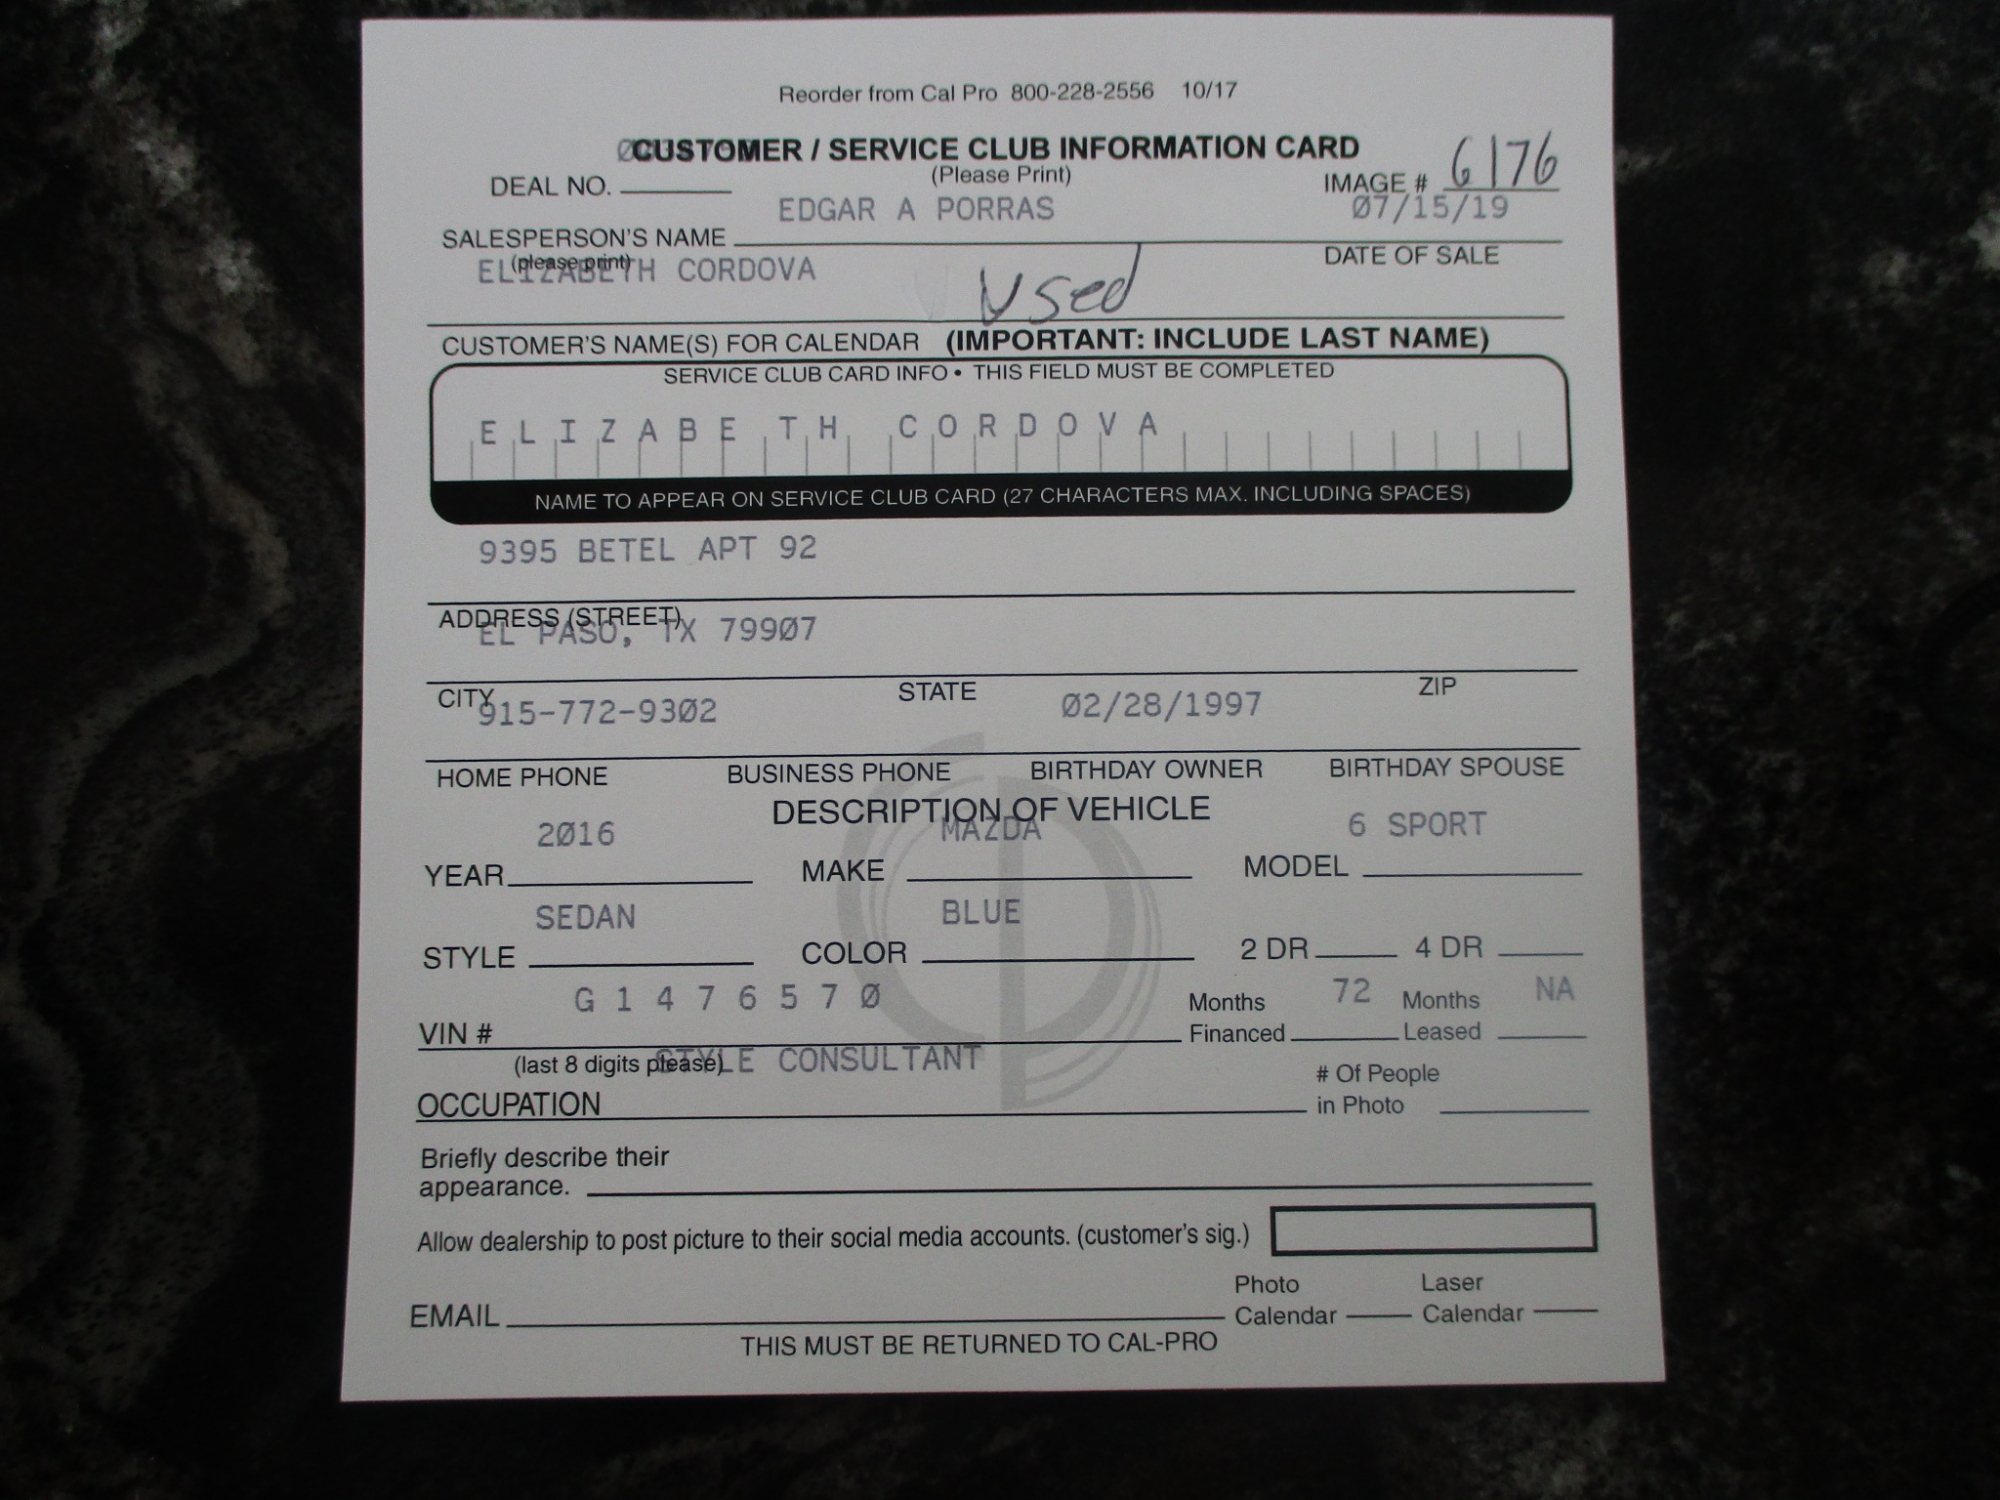 Reorder from Cal Pro 800-228-2556 10/17
CUSTOMER / SERVICE CLUB INFORMATION CARD
(Please Print)
DEAL NO.
IMAGE # 6176
EDGAR A PORRAS
07/15/19
SALESPERSON'S NAME
(please print)
DATE OF SALE
ELIZABETH CORDOVA
Used
CUSTOMER'S NAME(S) FOR CALENDAR (IMPORTANT: INCLUDE LAST NAME)
SERVICE CLUB CARD INFO • THIS FIELD MUST BE COMPLETED
ELIZABETH CORDOVA
NAME TO APPEAR ON SERVICE CLUB CARD (27 CHARACTERS MAX. INCLUDING SPACES)
9395 BETEL APT 92
ADDRESS (STREET)
EL PASO, TX 79907
CITY STATE ZIP
915-772-9302 02/28/1997
HOME PHONE BUSINESS PHONE BIRTHDAY OWNER BIRTHDAY SPOUSE
DESCRIPTION OF VEHICLE
2016 MAZDA 6 SPORT
YEAR MAKE MODEL
SEDAN BLUE
STYLE COLOR 2 DR 4 DR
G1476570
VIN #
Months Financed 72 Months Leased NA
(last 8 digits please)
STYLE CONSULTANT
OCCUPATION
# Of People
in Photo
Briefly describe their
appearance.
Allow dealership to post picture to their social media accounts. (customer's sig.)
Photo Laser
EMAIL Calendar Calendar
THIS MUST BE RETURNED TO CAL-PRO